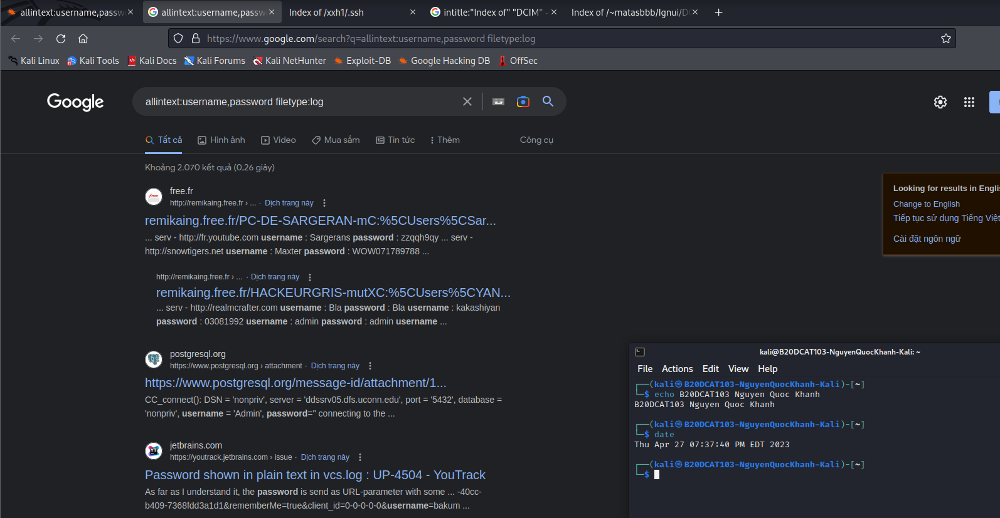 allintext:username,passw
allintext:username,passw
Index of /xxh1/.ssh
intitle:"Index of" "DCIM" -
Index of /~matasbbb/Ignui/DC
https://www.google.com/search?q=allintext:username,password filetype:log
Kali Linux
Kali Tools
Kali Docs
Kali Forums
Kali NetHunter
Exploit-DB
Google Hacking DB
OffSec
Google
allintext:username,password filetype:log
Tất cả
Hình ảnh
Video
Mua sắm
Tin tức
Thêm
Công cụ
Khoảng 2.070 kết quả (0,26 giây)
free.fr
http://remikaing.free.fr › ... · Dịch trang này
remikaing.free.fr/PC-DE-SARGERAN-mC:%5CUsers%5CSar...
... serv - http://fr.youtube.com username : Sargerans password : zzqqh9qy ... serv -
http://snowtigers.net username : Maxter password : WOW071789788 ...
http://remikaing.free.fr › ... · Dịch trang này
remikaing.free.fr/HACKEURGRIS-mutXC:%5CUsers%5CYAN...
... serv - http://realmcrafter.com username : Bla password : Bla username : kakashiyan
password : 03081992 username : admin password : admin username ...
postgresql.org
https://www.postgresql.org › attachment · Dịch trang này
https://www.postgresql.org/message-id/attachment/1...
CC_connect(): DSN = 'nonpriv', server = 'ddssrv05.dfs.uconn.edu', port = '5432', database =
'nonpriv', username = 'Admin', password='' connecting to the ...
jetbrains.com
https://youtrack.jetbrains.com › issue · Dịch trang này
Password shown in plain text in vcs.log : UP-4504 - YouTrack
As far as I understand it, the password is send as URL-parameter with some ... -40cc-
b409-7368fdd3a1d1&rememberMe=true&client_id=0-0-0-0-0&username=bakum ...
Looking for results in Englis
Change to English
Tiếp tục sử dụng Tiếng Việt
Cài đặt ngôn ngữ
kali@B20DCAT103-NguyenQuocKhanh-Kali: ~
File Actions Edit View Help
┌──(kali㉿B20DCAT103-NguyenQuocKhanh-Kali)-[~]
└─$ echo B20DCAT103 Nguyen Quoc Khanh
B20DCAT103 Nguyen Quoc Khanh
┌──(kali㉿B20DCAT103-NguyenQuocKhanh-Kali)-[~]
└─$ date
Thu Apr 27 07:37:40 PM EDT 2023
┌──(kali㉿B20DCAT103-NguyenQuocKhanh-Kali)-[~]
└─$